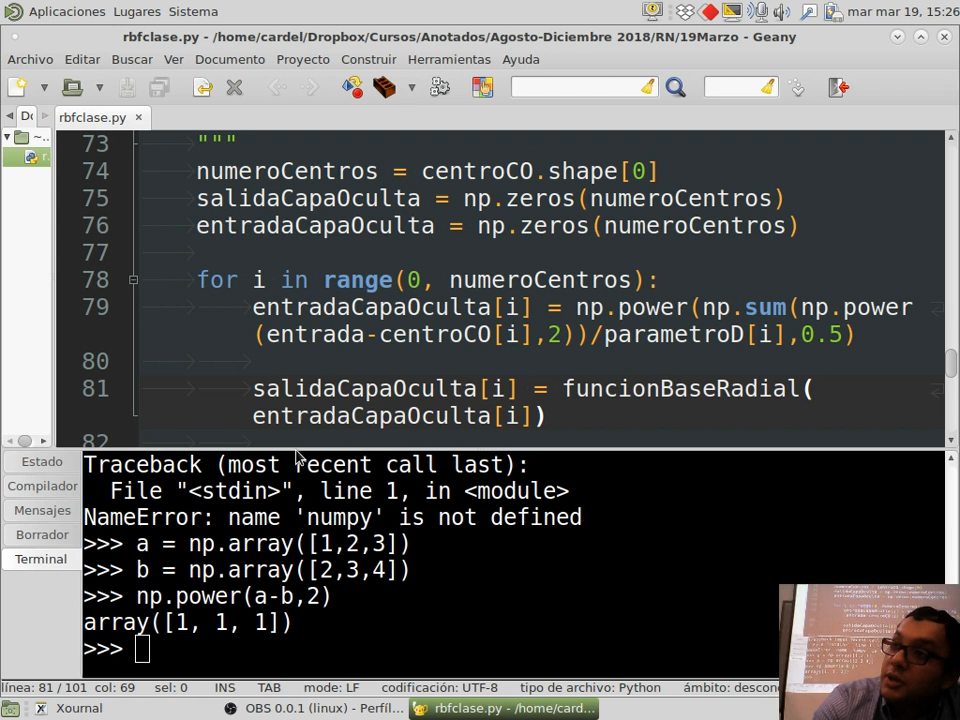 Aplicaciones Lugares Sistema mar mar 19, 15:26
rbfclase.py - /home/cardel/Dropbox/Cursos/Anotados/Agosto-Diciembre 2018/RN/19Marzo - Geany
Archivo Editar Buscar Ver Documento Proyecto Construir Herramientas Ayuda
Do rbfclase.py ×
73 """
74 numeroCentros = centroCO.shape[0]
75 salidaCapaOculta = np.zeros(numeroCentros)
76 entradaCapaOculta = np.zeros(numeroCentros)
77
78 for i in range(0, numeroCentros):
79 entradaCapaOculta[i] = np.power(np.sum(np.power
(entrada-centroCO[i],2))/parametroD[i],0.5)
80
81 salidaCapaOculta[i] = funcionBaseRadial(
entradaCapaOculta[i])
82
Estado
Compilador
Mensajes
Borrador
Terminal
Traceback (most recent call last):
File "<stdin>", line 1, in <module>
NameError: name 'numpy' is not defined
>>> a = np.array([1,2,3])
>>> b = np.array([2,3,4])
>>> np.power(a-b,2)
array([1, 1, 1])
>>>
línea: 81 / 101 col: 69 sel: 0 INS TAB mode: LF codificación: UTF-8 tipo de archivo: Python ámbito: descono
Xournal OBS 0.0.1 (linux) - Perfil... rbfclase.py - /home/card...